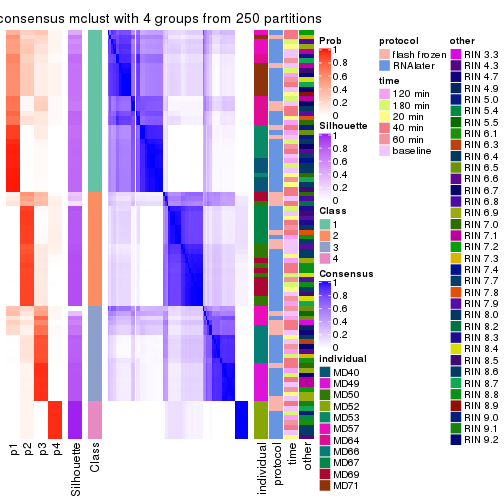 consensus mclust with 4 groups from 250 partitions
p1
p2
p3
p4
Silhouette
Class
individual
protocol
time
other
Prob
1
0.8
0.6
0.4
0.2
0
Silhouette
1
0.8
0.6
0.4
0.2
0
Class
1
2
3
4
Consensus
1
0.8
0.6
0.4
0.2
0
individual
MD40
MD49
MD50
MD52
MD53
MD57
MD64
MD66
MD67
MD69
MD71
protocol
flash frozen
RNAlater
time
120 min
180 min
20 min
40 min
60 min
baseline
other
RIN 3.3
RIN 4.3
RIN 4.7
RIN 4.9
RIN 5.0
RIN 5.4
RIN 5.5
RIN 6.1
RIN 6.3
RIN 6.4
RIN 6.5
RIN 6.6
RIN 6.7
RIN 6.8
RIN 6.9
RIN 7.0
RIN 7.1
RIN 7.2
RIN 7.3
RIN 7.4
RIN 7.7
RIN 7.8
RIN 7.9
RIN 8.0
RIN 8.2
RIN 8.3
RIN 8.4
RIN 8.5
RIN 8.6
RIN 8.7
RIN 8.8
RIN 8.9
RIN 9.0
RIN 9.1
RIN 9.2